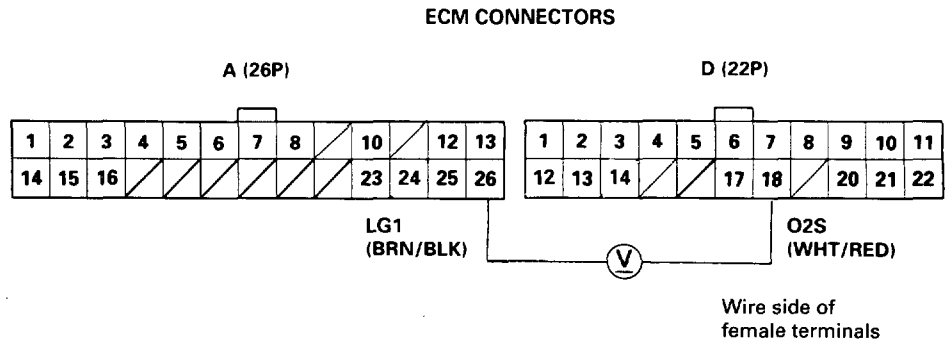 ECM CONNECTORS
A (26P)
D (22P)
1 2 3 4 5 6 7 8 10 12 13
14 15 16 23 24 25 26
1 2 3 4 5 6 7 8 9 10 11
12 13 14 17 18 20 21 22
LG1
(BRN/BLK)
V
O2S
(WHT/RED)
Wire side of
female terminals